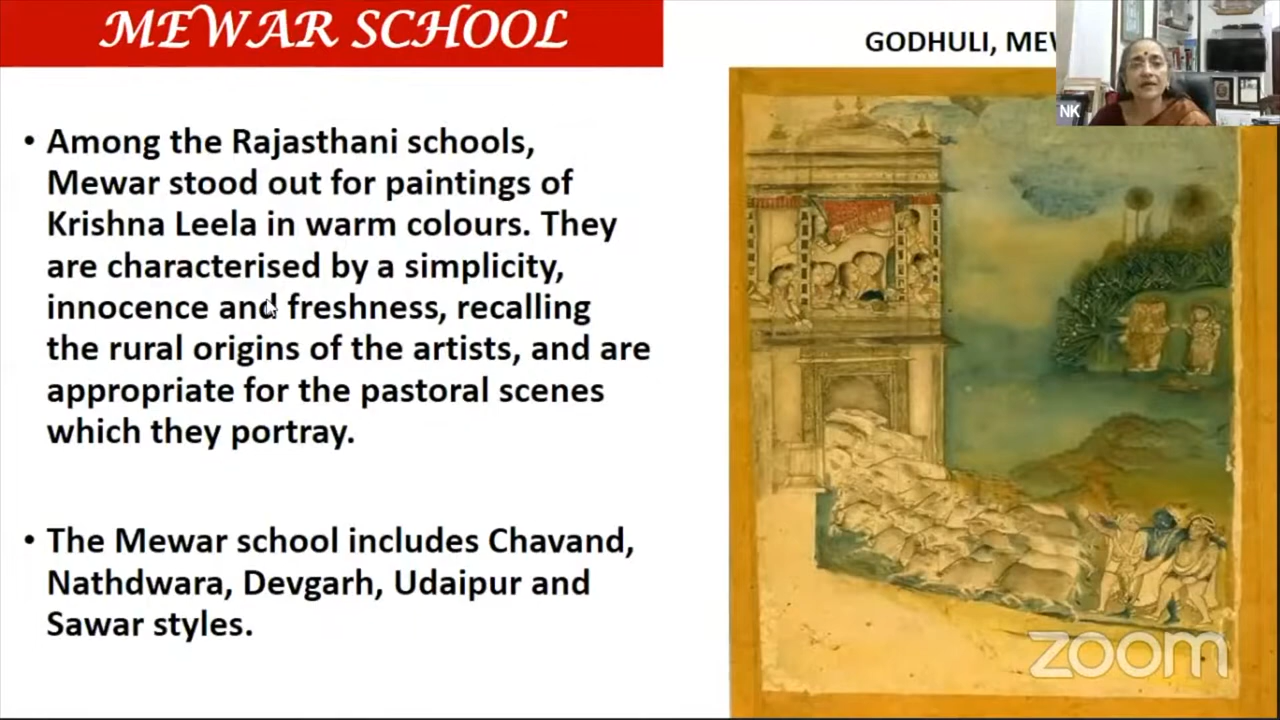 MEWAR SCHOOL
GODHULI,
NK
• Among the Rajasthani schools,
Mewar stood out for paintings of
Krishna Leela in warm colours. They
are characterised by a simplicity,
innocence and freshness, recalling
the rural origins of the artists, and are
appropriate for the pastoral scenes
which they portray.
• The Mewar school includes Chavand,
Nathdwara, Devgarh, Udaipur and
Sawar styles.
zoom